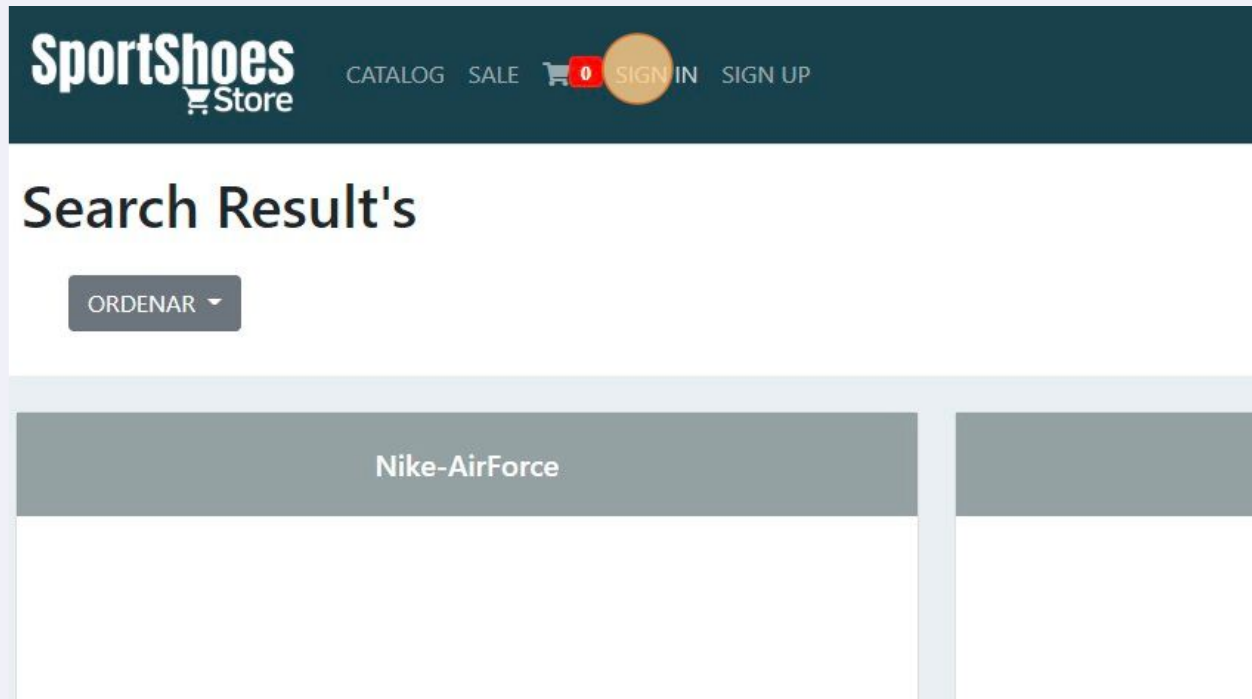 SportShoes
Store
CATALOG SALE 0 SIGN IN SIGN UP
Search Result's
ORDENAR
Nike-AirForce